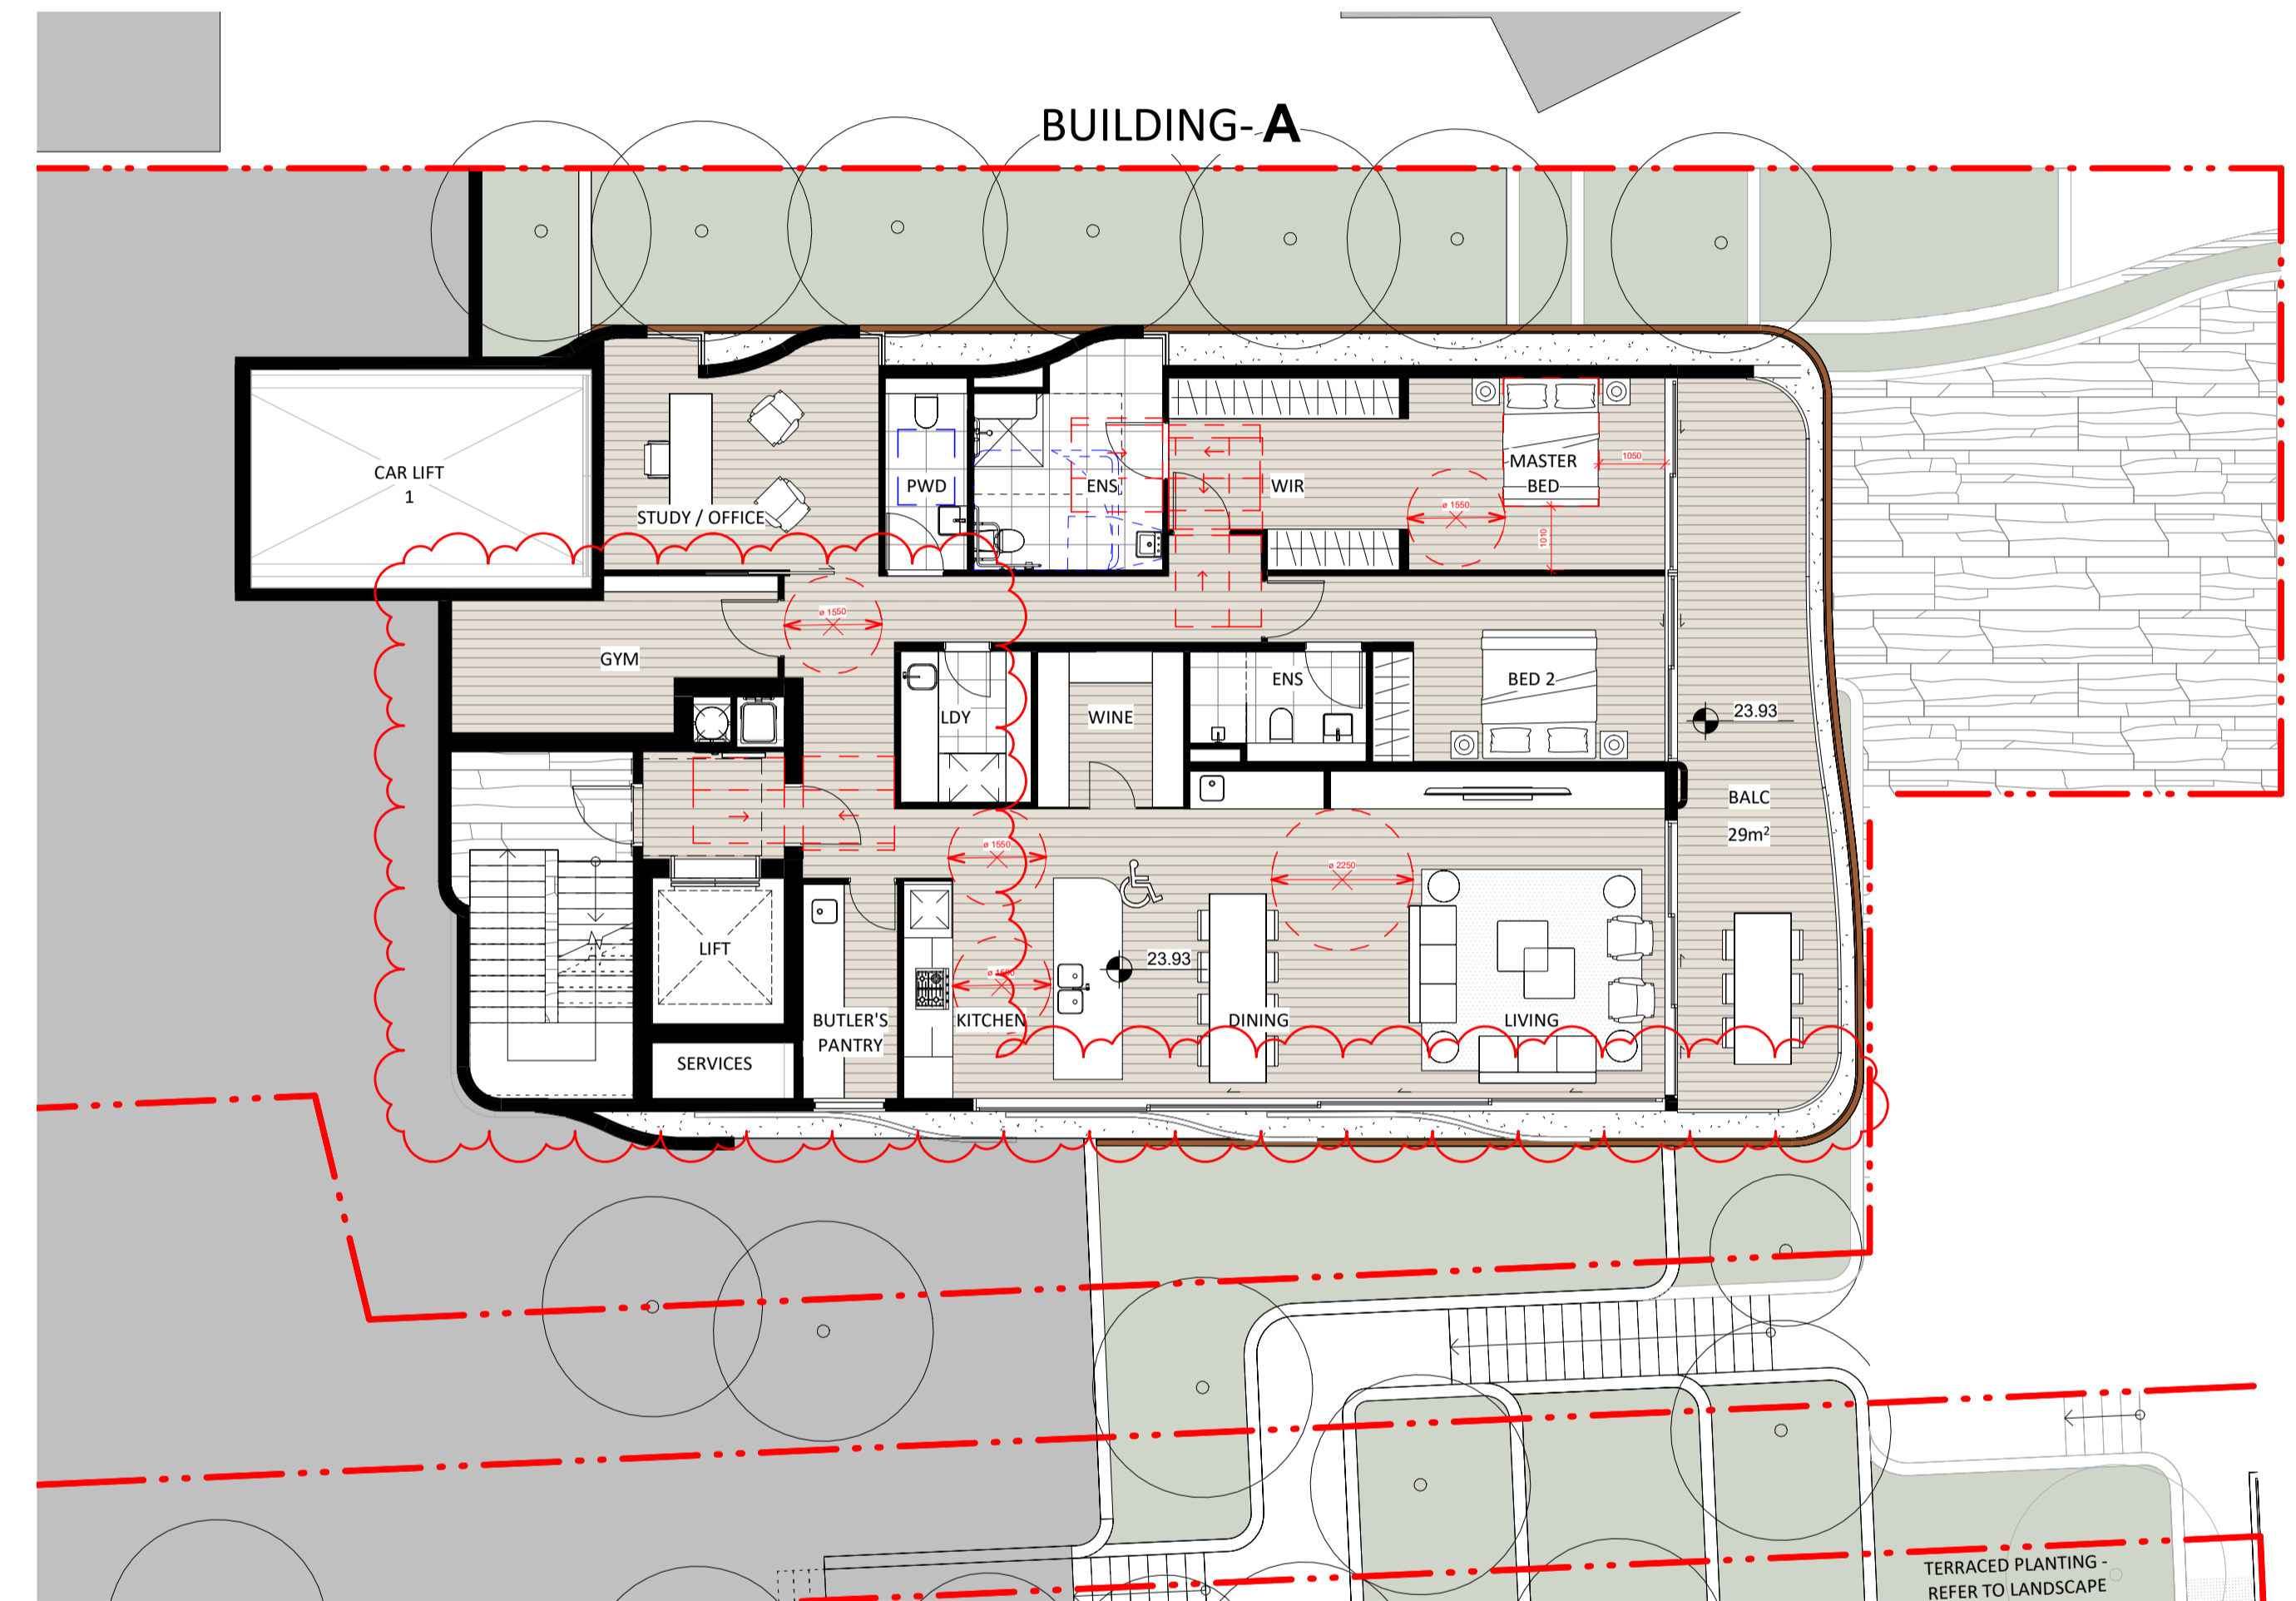 BUILDING- A
CAR LIFT
1
STUDY / OFFICE
PWD
ENS
WIR
MASTER
BED
1050
ø 1550
1010
GYM
ø 1550
LDY
WINE
ENS
BED 2
23.93
BALC
29m²
ø 1550
ø 2250
LIFT
23.93
ø 1550
BUTLER'S
PANTRY
KITCHEN
DINING
LIVING
SERVICES
TERRACED PLANTING -
REFER TO LANDSCAPE